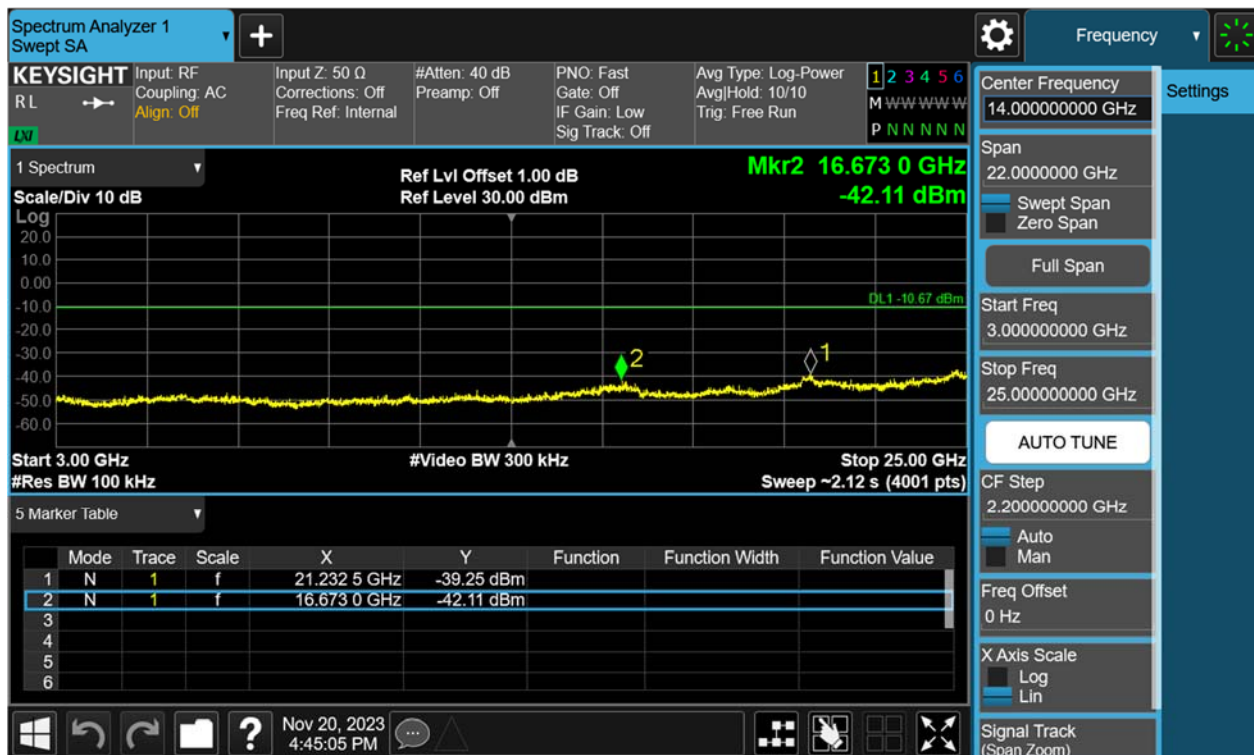 Spectrum Analyzer 1
Swept SA
+
Frequency
KEYSIGHT
RL
LXI
Input: RF
Coupling: AC
Align: Off
Input Z: 50 Ω
Corrections: Off
Freq Ref: Internal
#Atten: 40 dB
Preamp: Off
PNO: Fast
Gate: Off
IF Gain: Low
Sig Track: Off
Avg Type: Log-Power
Avg|Hold: 10/10
Trig: Free Run
1 2 3 4 5 6
M W W W W W
P N N N N N
1 Spectrum
Scale/Div 10 dB
Ref Lvl Offset 1.00 dB
Ref Level 30.00 dBm
Mkr2 16.673 0 GHz
-42.11 dBm
Log
20.0
10.0
0.00
-10.0
-20.0
-30.0
-40.0
-50.0
-60.0
DL1 -10.67 dBm
2
1
Start 3.00 GHz
#Video BW 300 kHz
Stop 25.00 GHz
#Res BW 100 kHz
Sweep ~2.12 s (4001 pts)
5 Marker Table
Mode Trace Scale X Y Function Function Width Function Value
1 N 1 f 21.232 5 GHz -39.25 dBm
2 N 1 f 16.673 0 GHz -42.11 dBm
3
4
5
6
?
Nov 20, 2023
4:45:05 PM
Center Frequency
14.000000000 GHz
Settings
Span
22.0000000 GHz
Swept Span
Zero Span
Full Span
Start Freq
3.000000000 GHz
Stop Freq
25.000000000 GHz
AUTO TUNE
CF Step
2.200000000 GHz
Auto
Man
Freq Offset
0 Hz
X Axis Scale
Log
Lin
Signal Track
(Span Zoom)